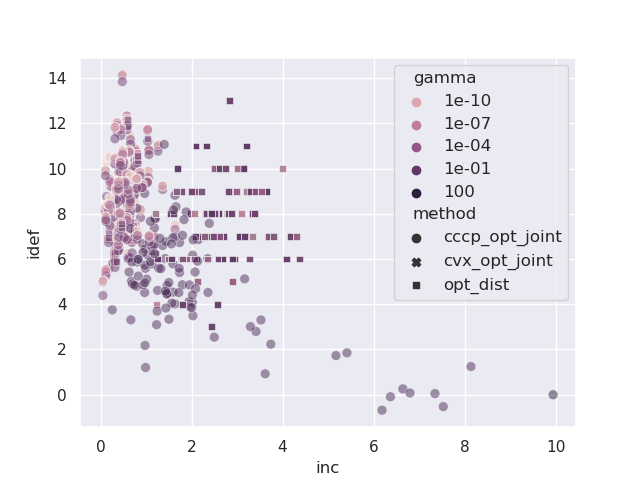 14
12
10
8
6
4
2
0
idef
0
2
4
6
8
10
inc
gamma
1e-10
1e-07
1e-04
1e-01
100
method
cccp_opt_joint
cvx_opt_joint
opt_dist